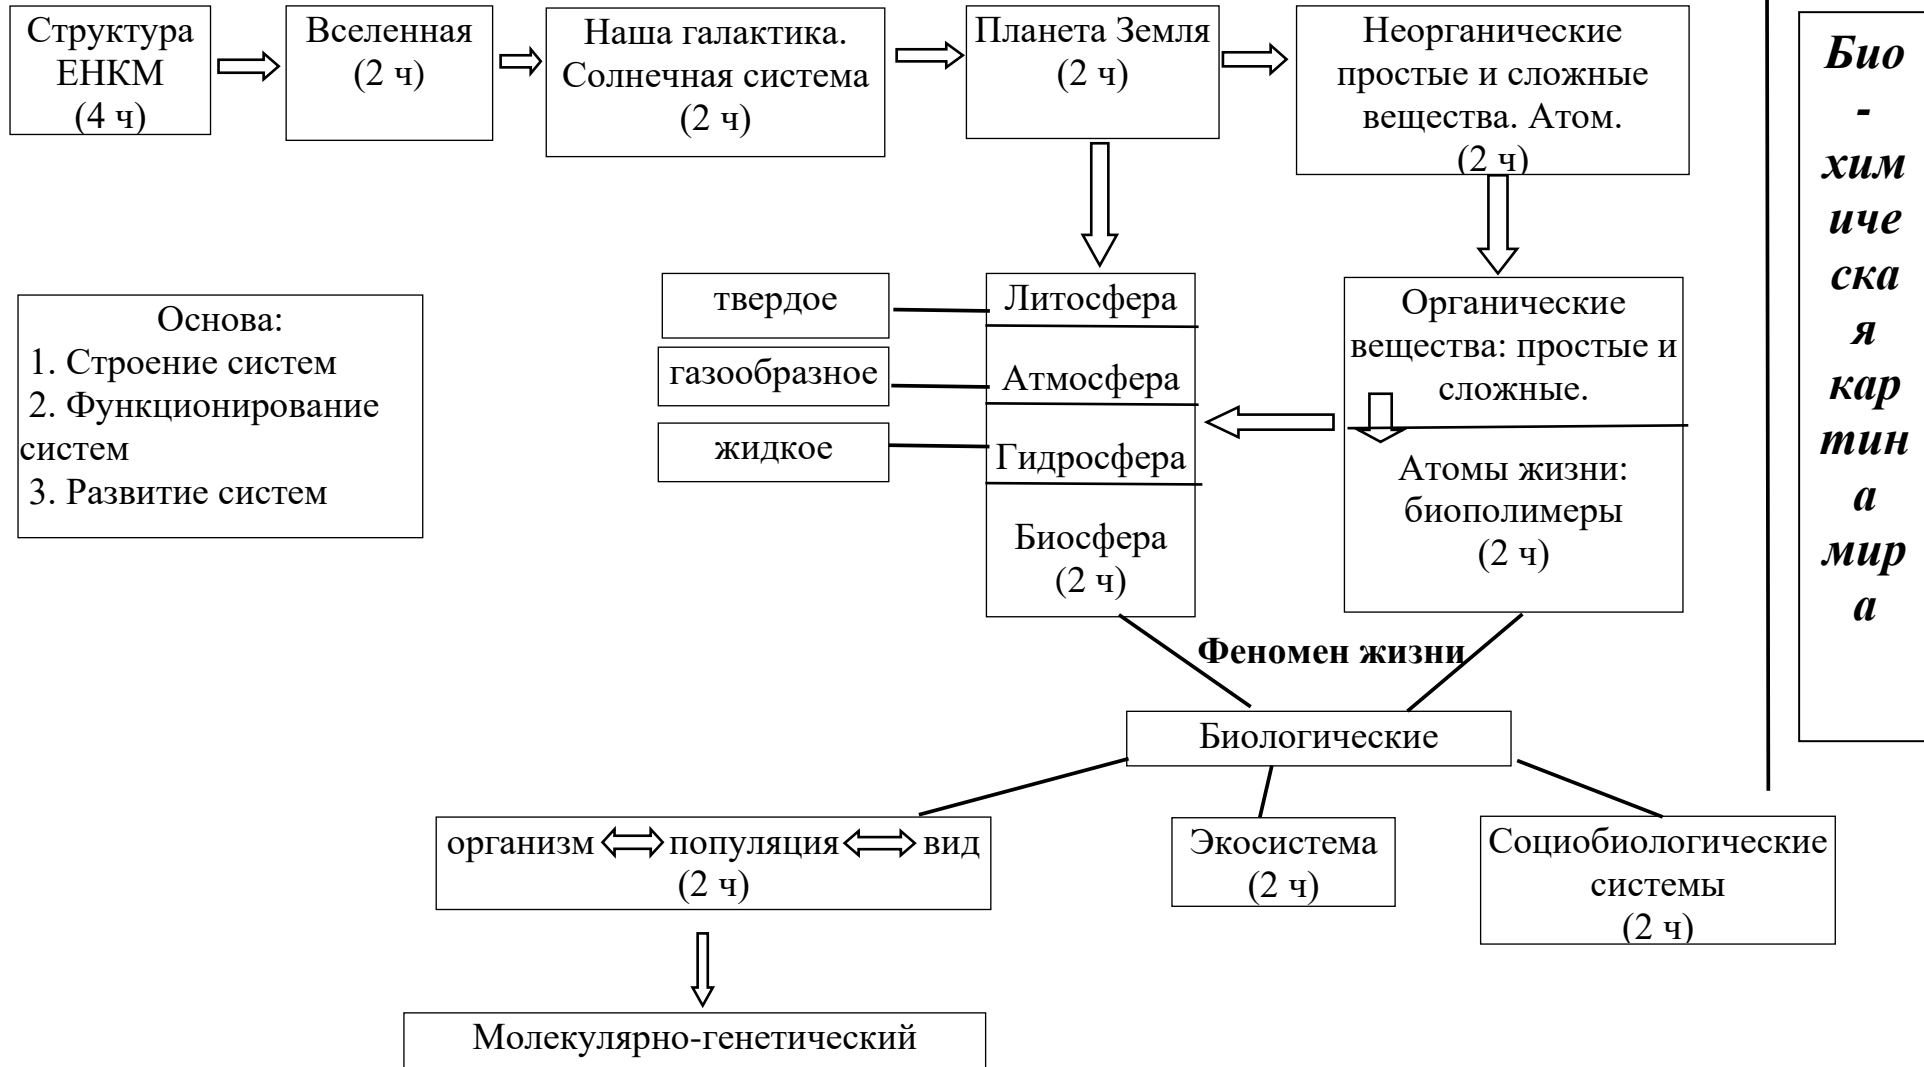 Структура
ЕНКМ
(4 ч)
Вселенная
(2 ч)
Наша галактика.
Солнечная система
(2 ч)
Планета Земля
(2 ч)
Неорганические
простые и сложные
вещества. Атом.
(2 ч)
Био
-
хим
иче
ска
я
кар
тин
а
мир
а
Основа:
1. Строение систем
2. Функционирование
систем
3. Развитие систем
твердое
газообразное
жидкое
Литосфера
Атмосфера
Гидросфера
Биосфера
(2 ч)
Органические
вещества: простые и
сложные.
Атомы жизни:
биополимеры
(2 ч)
Феномен жизни
Биологические
организм популяция вид
(2 ч)
Экосистема
(2 ч)
Социобиологические
системы
(2 ч)
Молекулярно-генетический